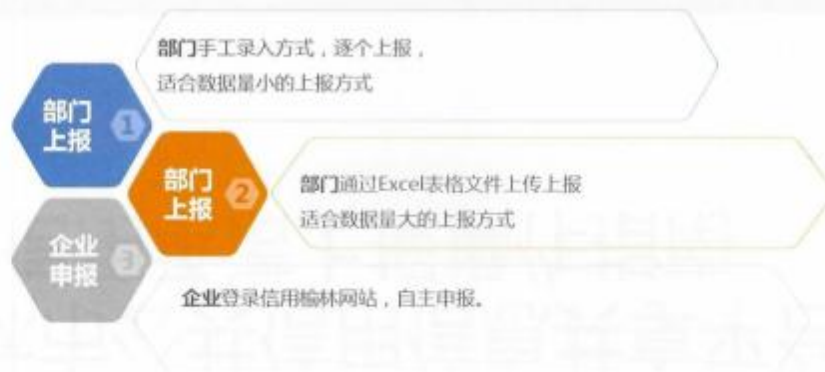 部门手工录入方式，逐个上报，
适合数据量小的上报方式
部门
上报
1
部门
上报
2
部门通过Excel表格文件上传上报
适合数据量大的上报方式
企业
申报
3
企业登录信用榆林网站，自主申报。